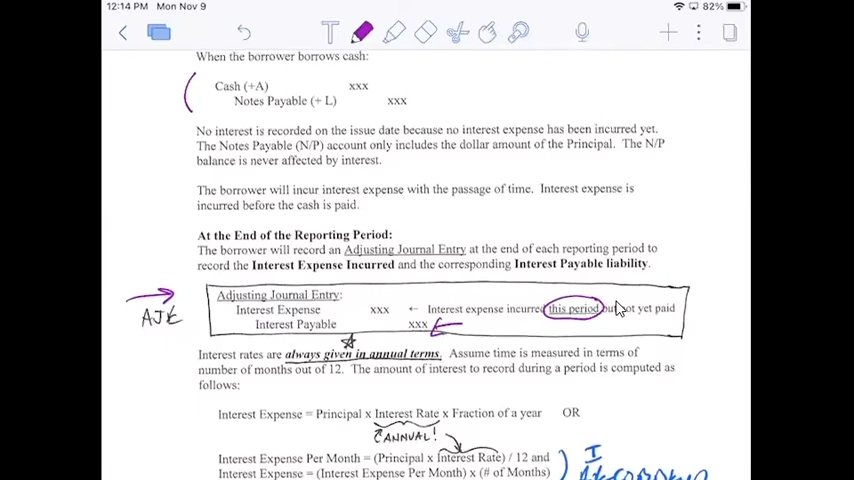 12:14 PM Mon Nov 9
82%
T
When the borrower borrows cash:
Cash (+A) xxx
Notes Payable (+ L) xxx
No interest is recorded on the issue date because no interest expense has been incurred yet.
The Notes Payable (N/P) account only includes the dollar amount of the Principal. The N/P
balance is never affected by interest.
The borrower will incur interest expense with the passage of time. Interest expense is
incurred before the cash is paid.
At the End of the Reporting Period:
The borrower will record an Adjusting Journal Entry at the end of each reporting period to
record the Interest Expense Incurred and the corresponding Interest Payable liability.
Adjusting Journal Entry:
Interest Expense xxx ← Interest expense incurred this period but not yet paid
AJE
Interest Payable xxx
Interest rates are always given in annual terms. Assume time is measured in terms of
number of months out of 12. The amount of interest to record during a period is computed as
follows:
Interest Expense = Principal x Interest Rate x Fraction of a year OR
ANNUAL!
Interest Expense Per Month = (Principal x Interest Rate) / 12 and
I
Interest Expense = (Interest Expense Per Month) x (# of Months)